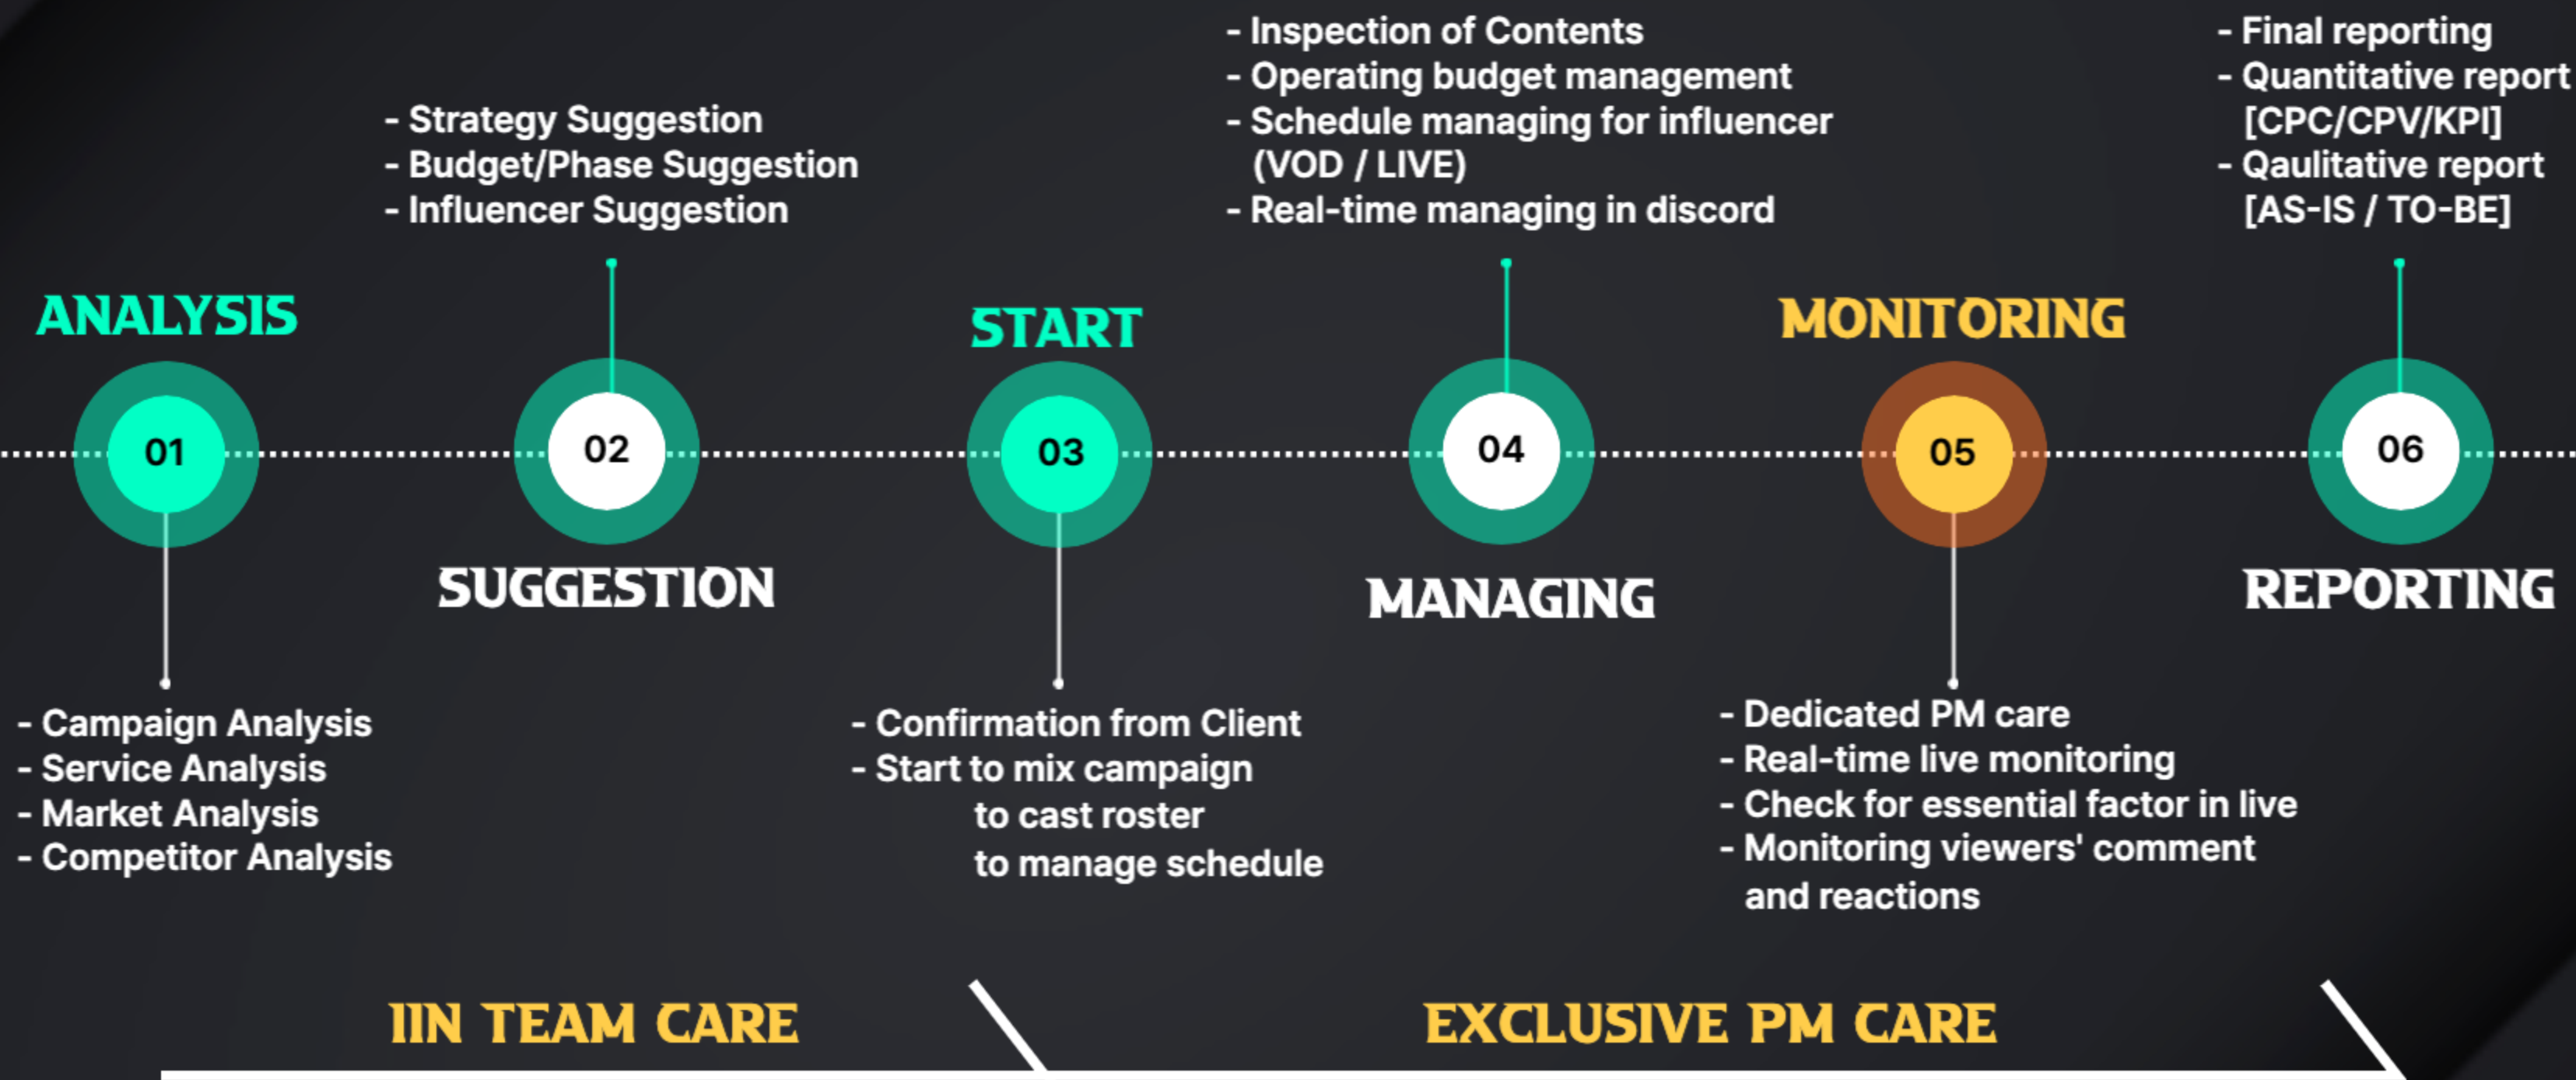 ANALYSIS
01
- Campaign Analysis
- Service Analysis
- Market Analysis
- Competitor Analysis
- Strategy Suggestion
- Budget/Phase Suggestion
- Influencer Suggestion
02
SUGGESTION
START
03
- Confirmation from Client
- Start to mix campaign
to cast roster
to manage schedule
- Inspection of Contents
- Operating budget management
- Schedule managing for influencer
(VOD / LIVE)
- Real-time managing in discord
04
MANAGING
MONITORING
05
- Dedicated PM care
- Real-time live monitoring
- Check for essential factor in live
- Monitoring viewers' comment
and reactions
- Final reporting
- Quantitative report
[CPC/CPV/KPI]
- Qaulitative report
[AS-IS / TO-BE]
06
REPORTING
IIN TEAM CARE
EXCLUSIVE PM CARE